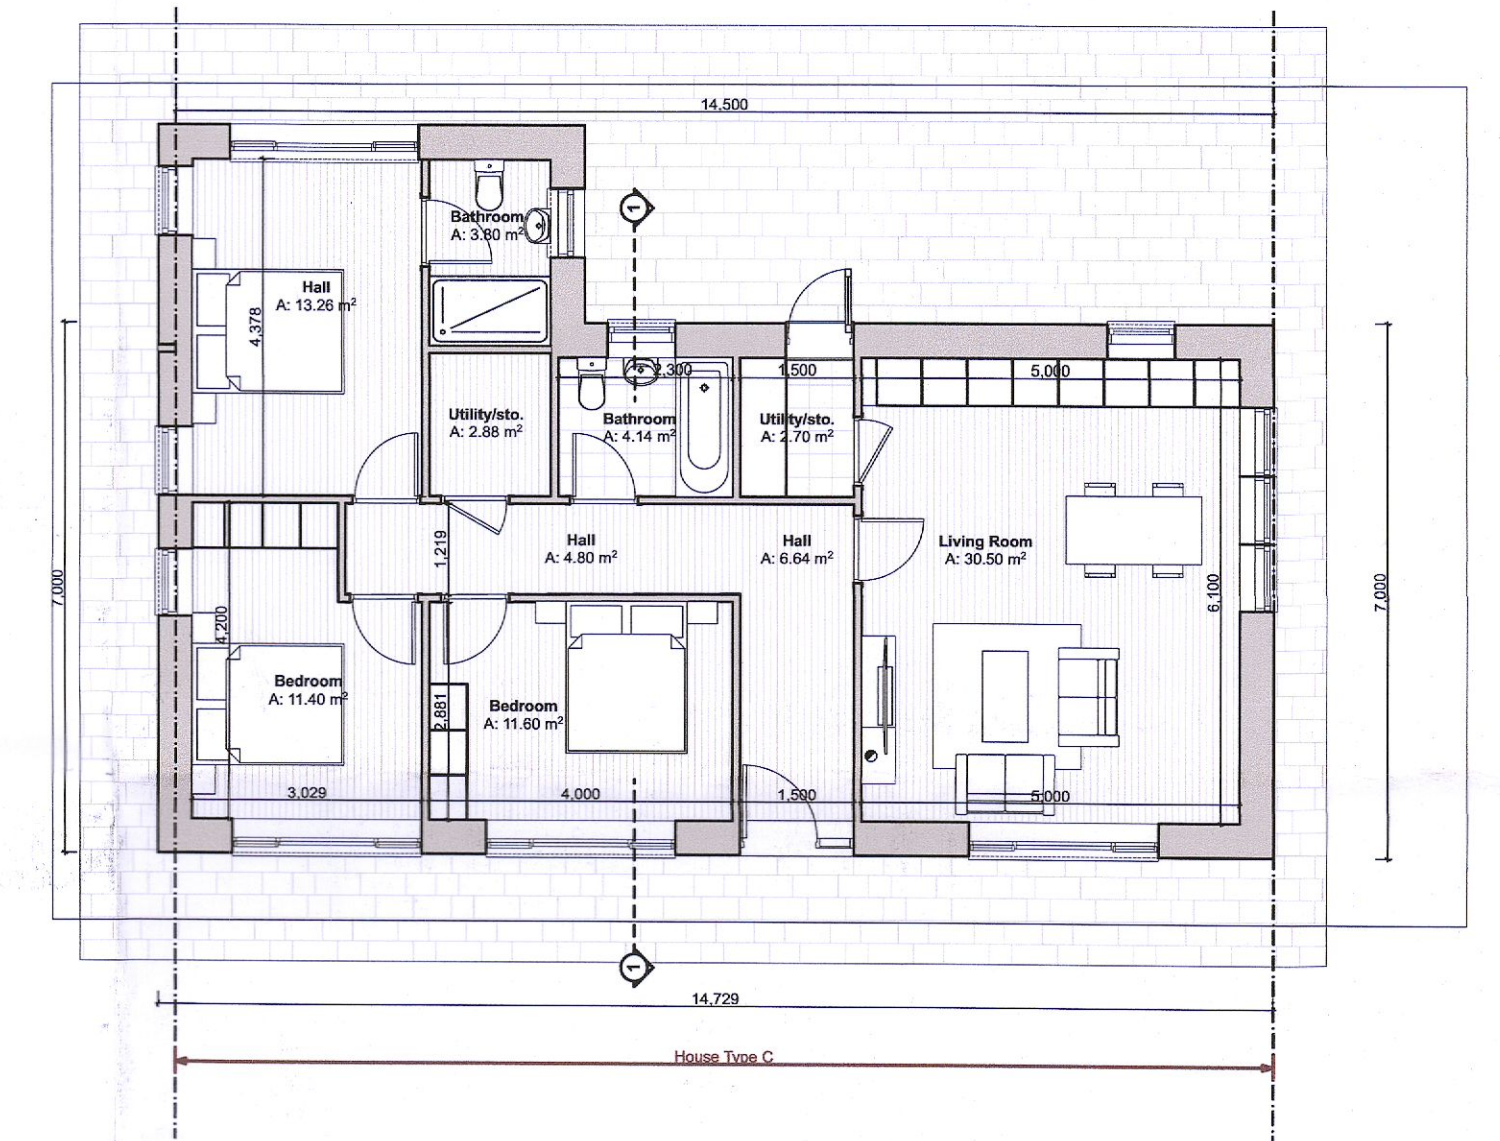 14,500
1
Bathroom
A: 3.80 m²
Hall
A: 13.26 m²
4,378
2,300
1,500
5,000
Utility/sto.
A: 2.88 m²
Bathroom
A: 4.14 m²
Utility/sto.
A: 2.70 m²
1,219
Hall
A: 4.80 m²
Hall
A: 6.64 m²
Living Room
A: 30.50 m²
7,000
4,200
6,100
7,000
Bedroom
A: 11.40 m²
2,881
Bedroom
A: 11.60 m²
3,029
4,000
1,500
5,000
1
14,729
House Type C